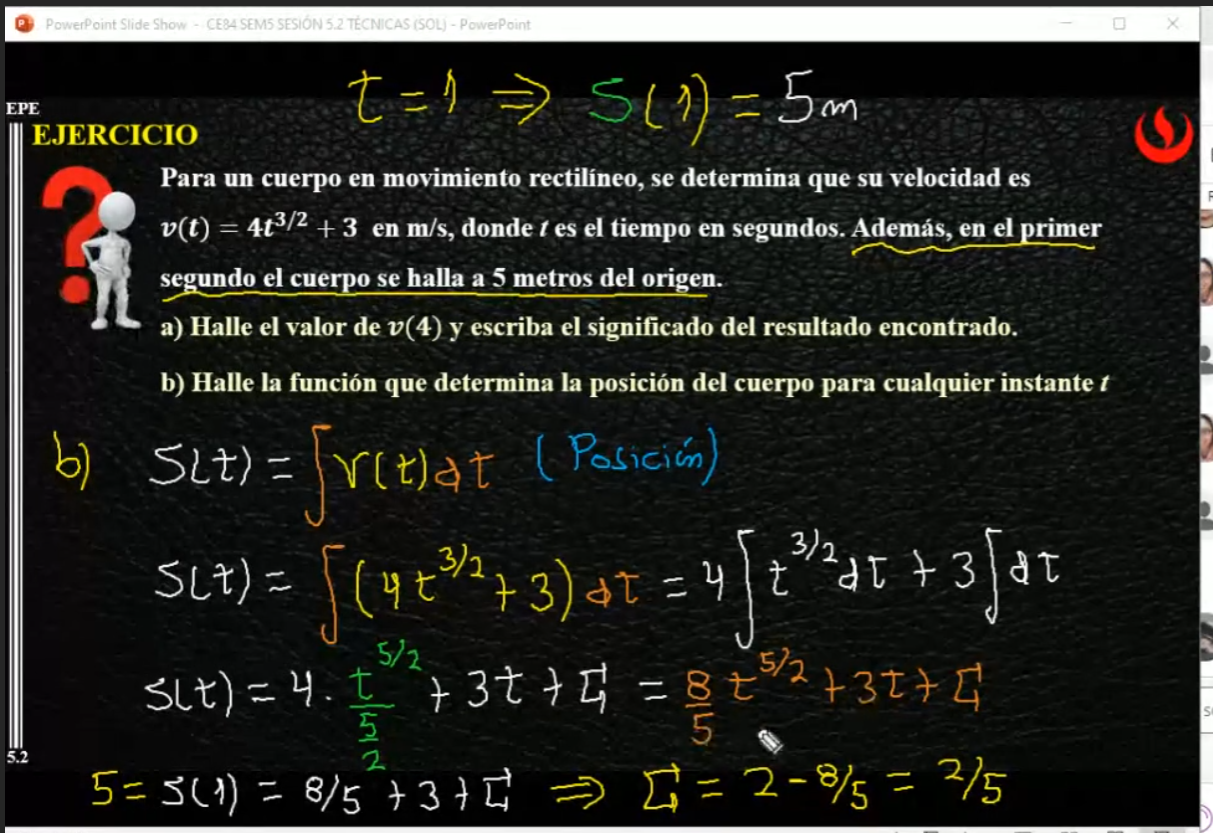 PowerPoint Slide Show - CE84 SEM5 SESIÓN 5.2 TÉCNICAS (SOL) - PowerPoint
t = 1 ⇒ S(1) = 5m
EPE
EJERCICIO
Para un cuerpo en movimiento rectilíneo, se determina que su velocidad es
v(t) = 4t^{3/2} + 3 en m/s, donde t es el tiempo en segundos. Además, en el primer
segundo el cuerpo se halla a 5 metros del origen.
a) Halle el valor de v(4) y escriba el significado del resultado encontrado.
b) Halle la función que determina la posición del cuerpo para cualquier instante t
b) S(t) = ∫ v(t) dt (Posición)
S(t) = ∫ (4t^{3/2} + 3) dt = 4 ∫ t^{3/2} dt + 3 ∫ dt
S(t) = 4 · t^{5/2}/(5/2) + 3t + C = 8/5 t^{5/2} + 3t + C
5.2
5 = S(1) = 8/5 + 3 + C ⇒ C = 2 - 8/5 = 2/5